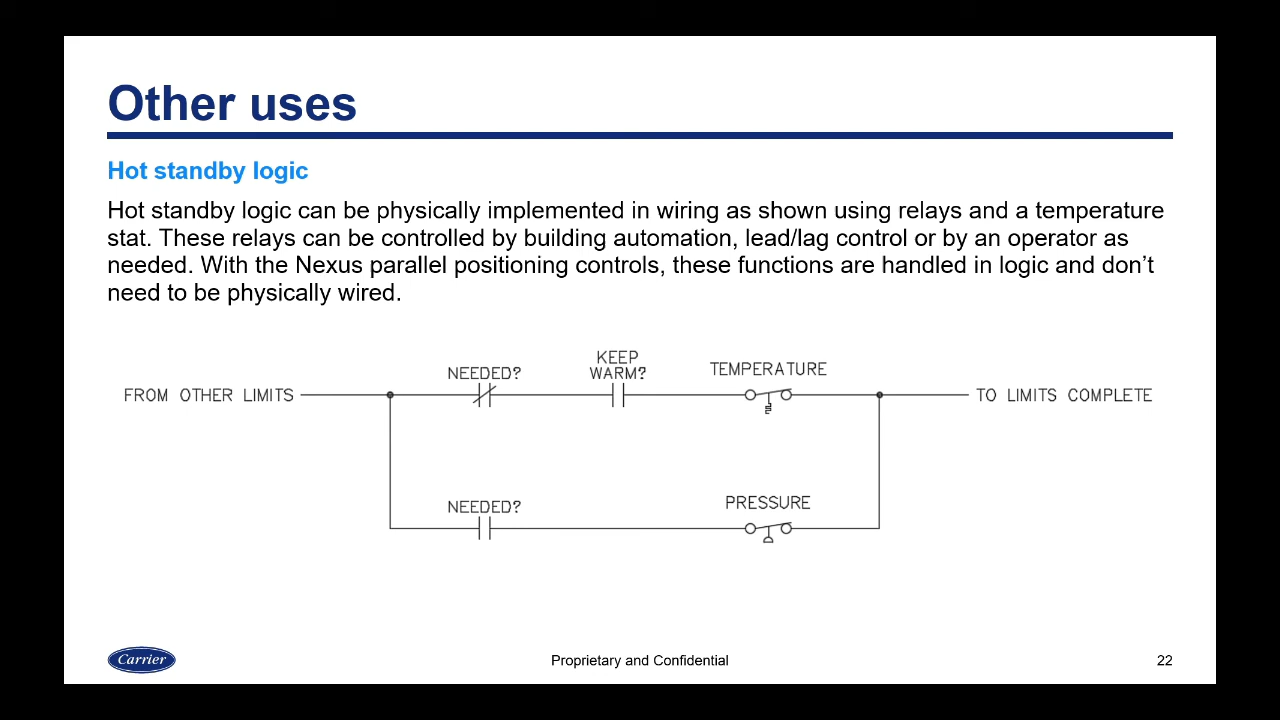 Other uses
Hot standby logic
Hot standby logic can be physically implemented in wiring as shown using relays and a temperature
stat. These relays can be controlled by building automation, lead/lag control or by an operator as
needed. With the Nexus parallel positioning controls, these functions are handled in logic and don’t
need to be physically wired.
KEEP
NEEDED? WARM? TEMPERATURE
FROM OTHER LIMITS TO LIMITS COMPLETE
NEEDED? PRESSURE
Carrier Proprietary and Confidential 22